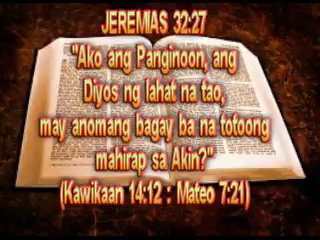 JEREMIAS 32:27
"Ako ang Panginoon, ang
Diyos ng lahat na tao,
may anomang bagay ba na totoong
mahirap sa Akin?"
(Kawikaan 14:12 : Mateo 7:21)